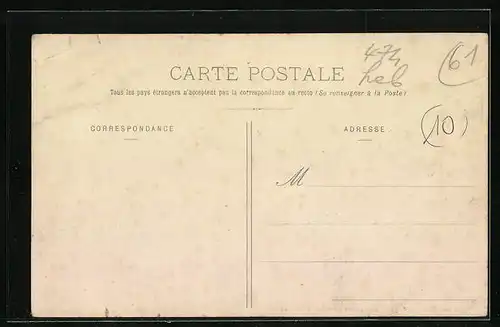 474
61
CARTE POSTALE
Tous les pays étrangers n'acceptent pas la correspondance au recto (Se renseigner à la Poste)
10
CORRESPONDANCE
ADRESSE
M